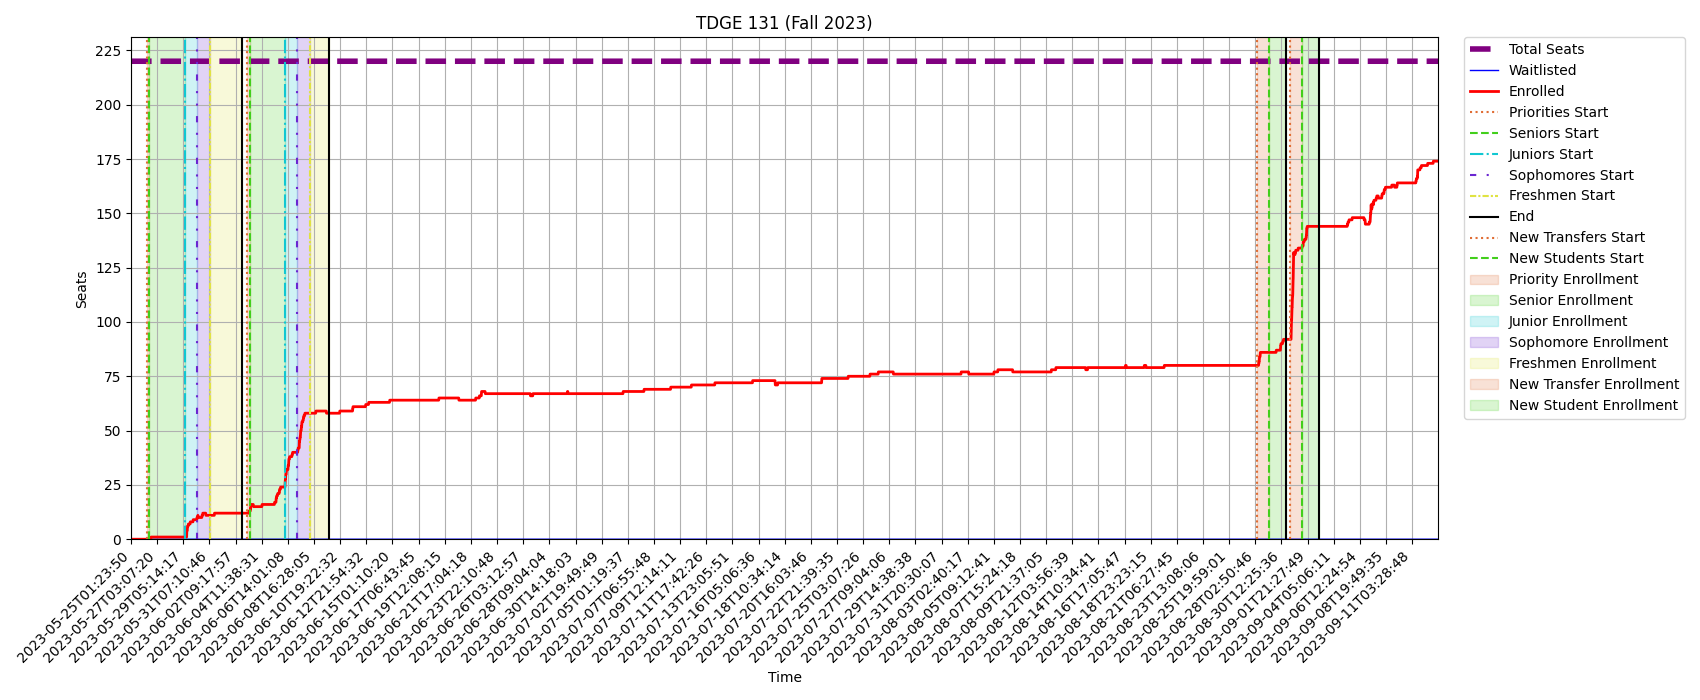 TDGE 131 (Fall 2023)
225
200
175
150
125
100
75
50
25
0
Seats
2023-05-25T01:23:50
2023-05-27T03:07:20
2023-05-29T05:14:17
2023-05-31T07:10:46
2023-06-02T09:17:57
2023-06-04T11:38:31
2023-06-06T14:01:08
2023-06-08T16:28:05
2023-06-10T19:22:32
2023-06-12T21:54:32
2023-06-15T01:10:20
2023-06-17T06:43:45
2023-06-19T12:08:15
2023-06-21T17:04:18
2023-06-23T22:10:48
2023-06-26T03:12:57
2023-06-28T09:04:04
2023-06-30T14:18:03
2023-07-02T19:49:49
2023-07-05T01:19:37
2023-07-07T06:55:48
2023-07-09T12:14:11
2023-07-11T17:42:26
2023-07-13T23:05:51
2023-07-16T05:06:36
2023-07-18T10:34:14
2023-07-20T16:03:46
2023-07-22T21:39:35
2023-07-25T03:07:26
2023-07-27T09:04:06
2023-07-29T14:38:38
2023-07-31T20:30:07
2023-08-03T02:40:17
2023-08-05T09:12:41
2023-08-07T15:24:18
2023-08-09T21:37:05
2023-08-12T03:56:39
2023-08-14T10:34:41
2023-08-16T17:05:47
2023-08-18T23:23:15
2023-08-21T06:27:45
2023-08-23T13:08:06
2023-08-25T19:59:01
2023-08-28T02:50:46
2023-08-30T12:25:36
2023-09-01T21:27:49
2023-09-04T05:06:11
2023-09-06T12:24:54
2023-09-08T19:49:35
2023-09-11T03:28:48
Time
Total Seats
Waitlisted
Enrolled
Priorities Start
Seniors Start
Juniors Start
Sophomores Start
Freshmen Start
End
New Transfers Start
New Students Start
Priority Enrollment
Senior Enrollment
Junior Enrollment
Sophomore Enrollment
Freshmen Enrollment
New Transfer Enrollment
New Student Enrollment